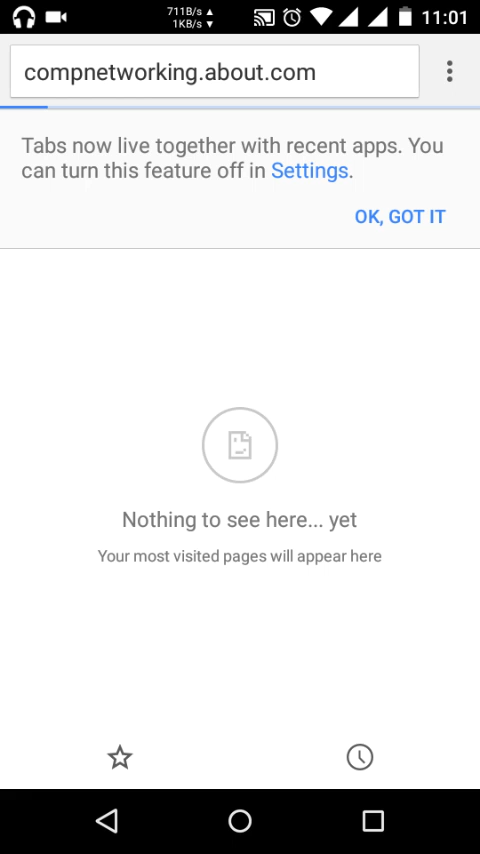 711B/s ▲
1KB/s ▼
11:01
compnetworking.about.com
Tabs now live together with recent apps. You
can turn this feature off in Settings.
OK, GOT IT
Nothing to see here... yet
Your most visited pages will appear here